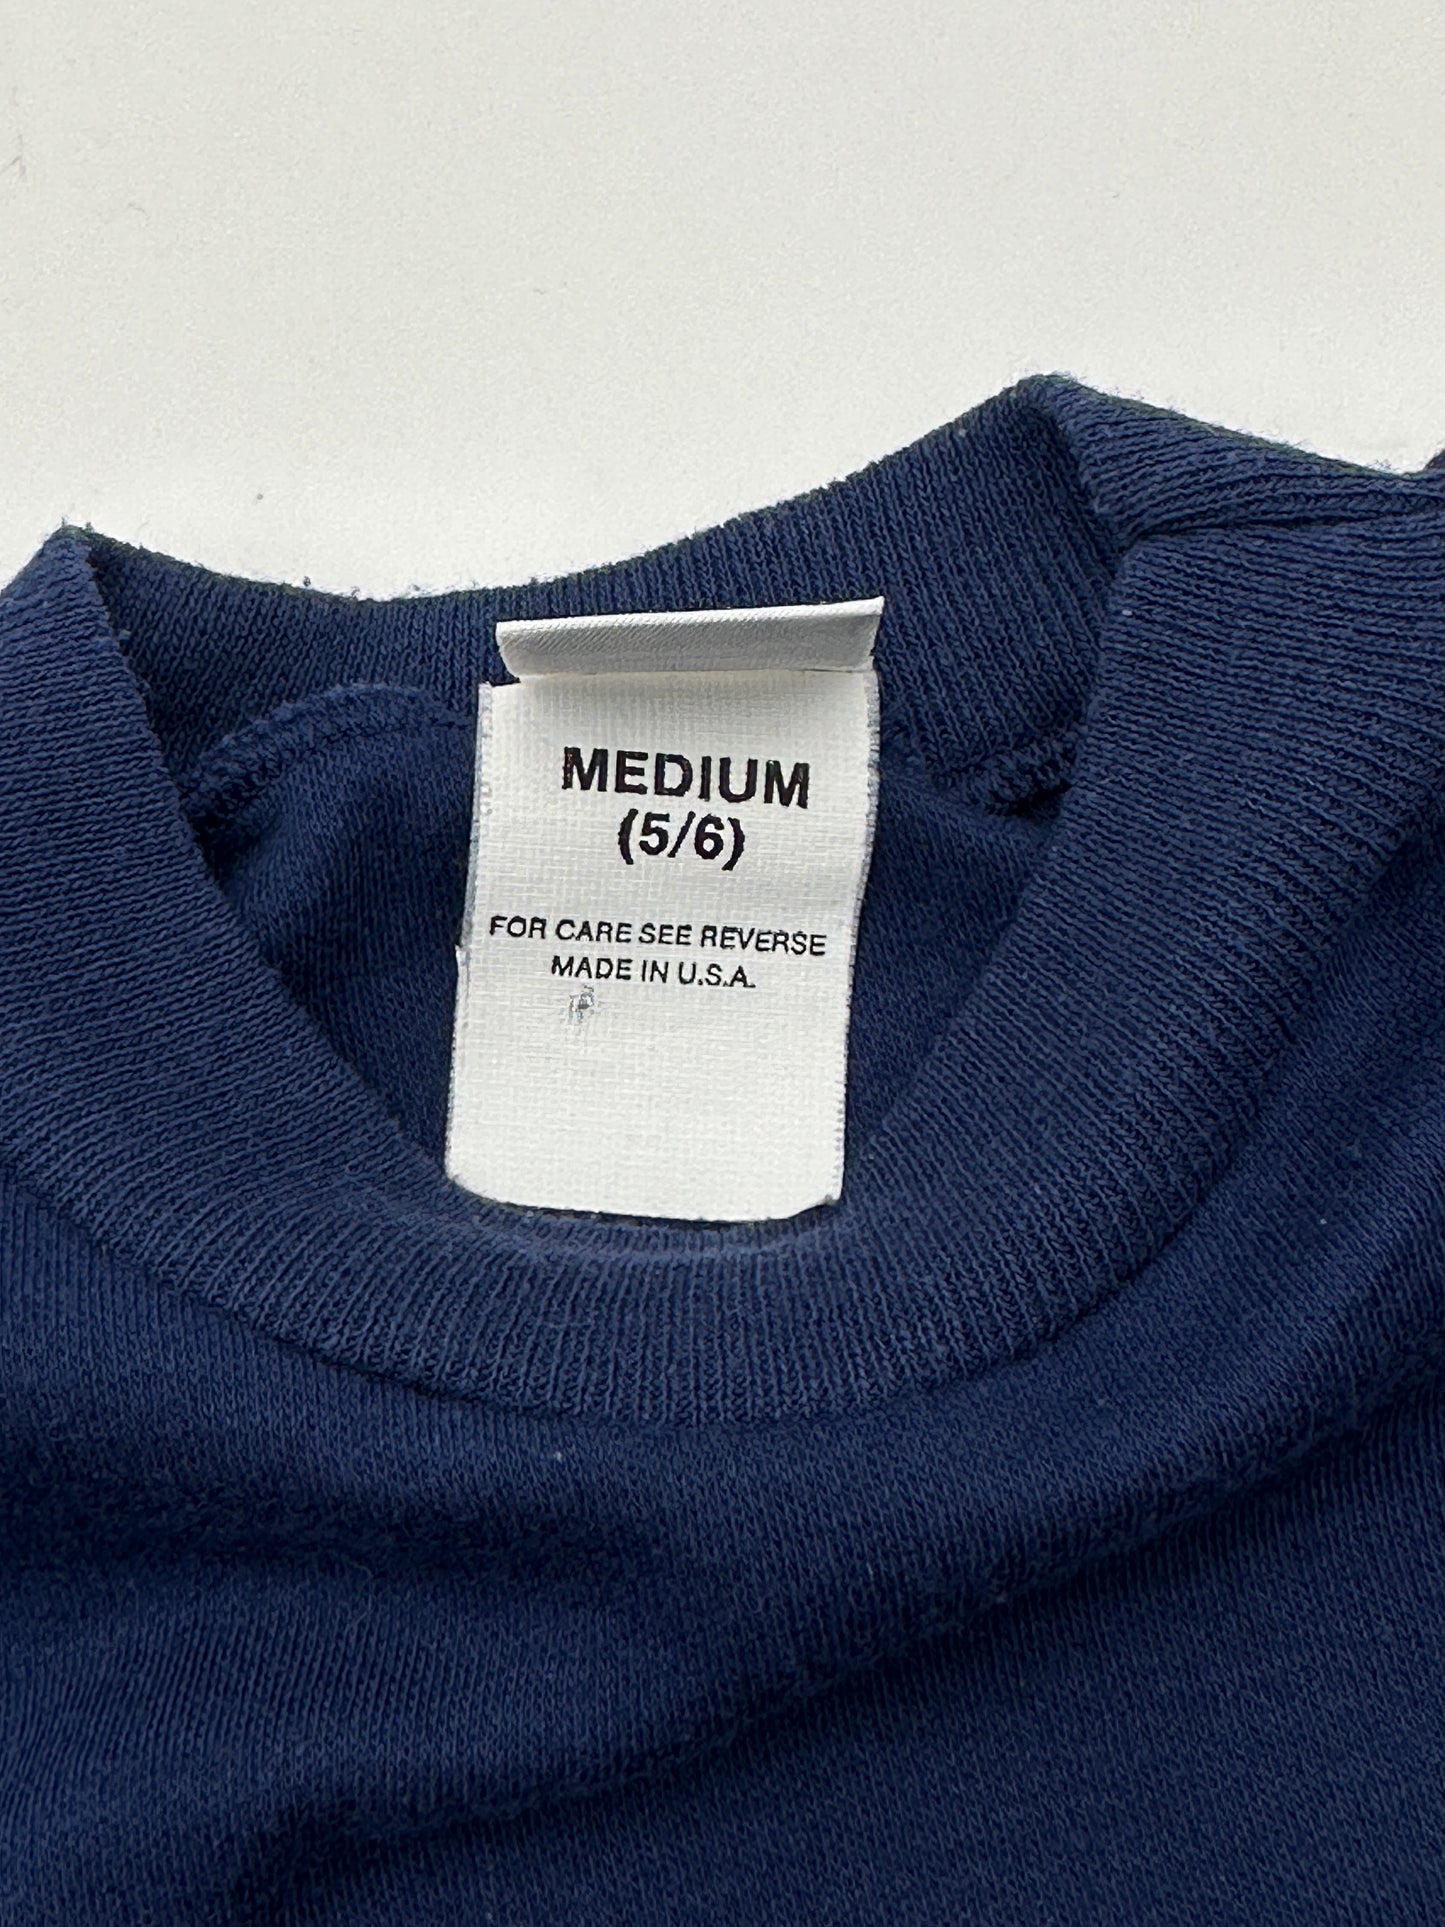 MEDIUM
(5/6)
FOR CARE SEE REVERSE
MADE IN U.S.A.